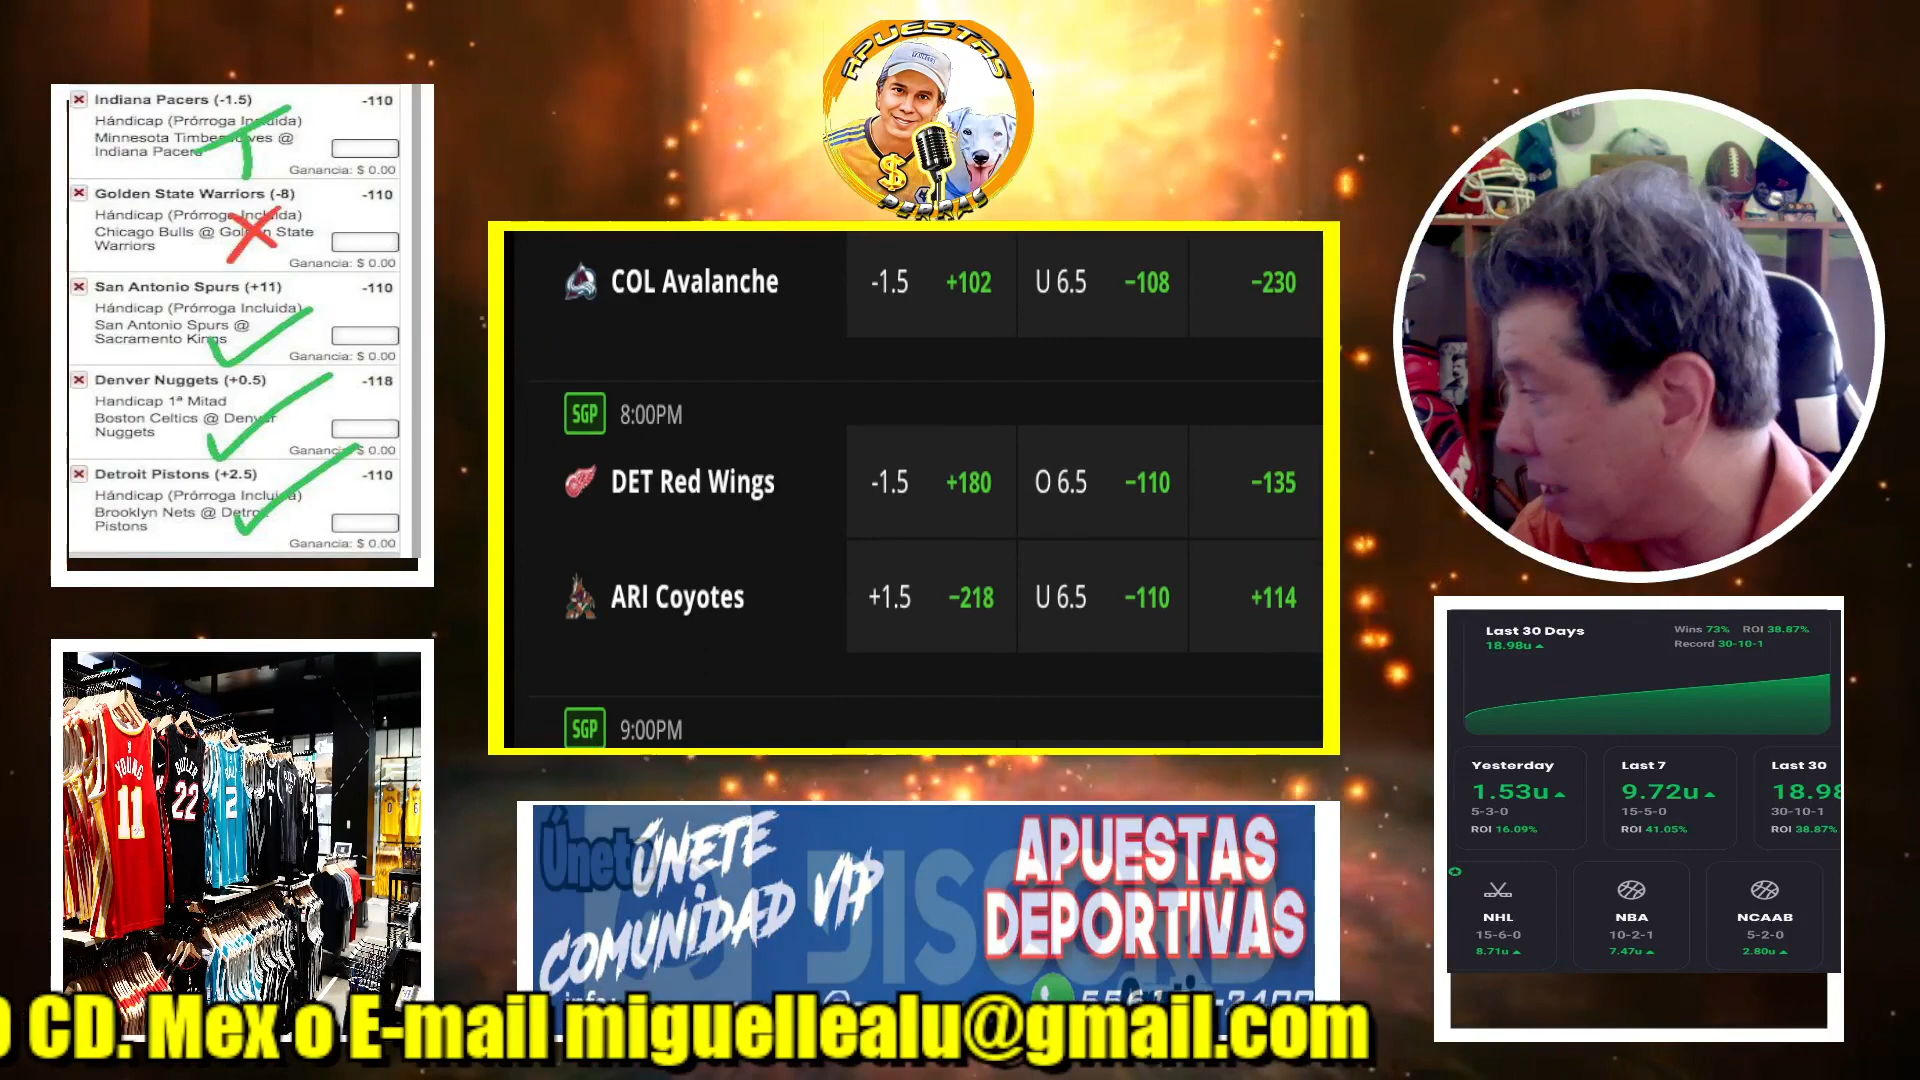 APUESTAS
$
PERRAS
Indiana Pacers (-1.5) -110
Hándicap (Prórroga Incluida)
Minnesota Timberwolves @
Indiana Pacers
Ganancia: $ 0.00
Golden State Warriors (-8) -110
Hándicap (Prórroga Incluida)
Chicago Bulls @ Golden State
Warriors
Ganancia: $ 0.00
San Antonio Spurs (+11) -110
Hándicap (Prórroga Incluida)
San Antonio Spurs @
Sacramento Kings
Ganancia: $ 0.00
Denver Nuggets (+0.5) -118
Handicap 1ª Mitad
Boston Celtics @ Denver
Nuggets
Ganancia: $ 0.00
Detroit Pistons (+2.5) -110
Hándicap (Prórroga Incluida)
Brooklyn Nets @ Detroit
Pistons
Ganancia: $ 0.00
COL Avalanche -1.5 +102 U 6.5 −108 −230
SGP 8:00PM
DET Red Wings -1.5 +180 O 6.5 −110 −135
ARI Coyotes +1.5 −218 U 6.5 −110 +114
SGP 9:00PM
Last 30 Days Wins 73% ROI 38.87%
18.98u Record 30-10-1
Yesterday Last 7 Last 30
1.53u 9.72u 18.98
5-3-0 15-5-0 30-10-1
ROI 16.09% ROI 41.05% ROI 38.87%
NHL NBA NCAAB
15-6-0 10-2-1 5-2-0
8.71u 7.47u 2.80u
YOUNG
11
BUTLER
22
2
ÚNETE
COMUNIDAD VIP
DISCORD
APUESTAS
DEPORTIVAS
CD. Mex o E-mail miguellealu@gmail.com